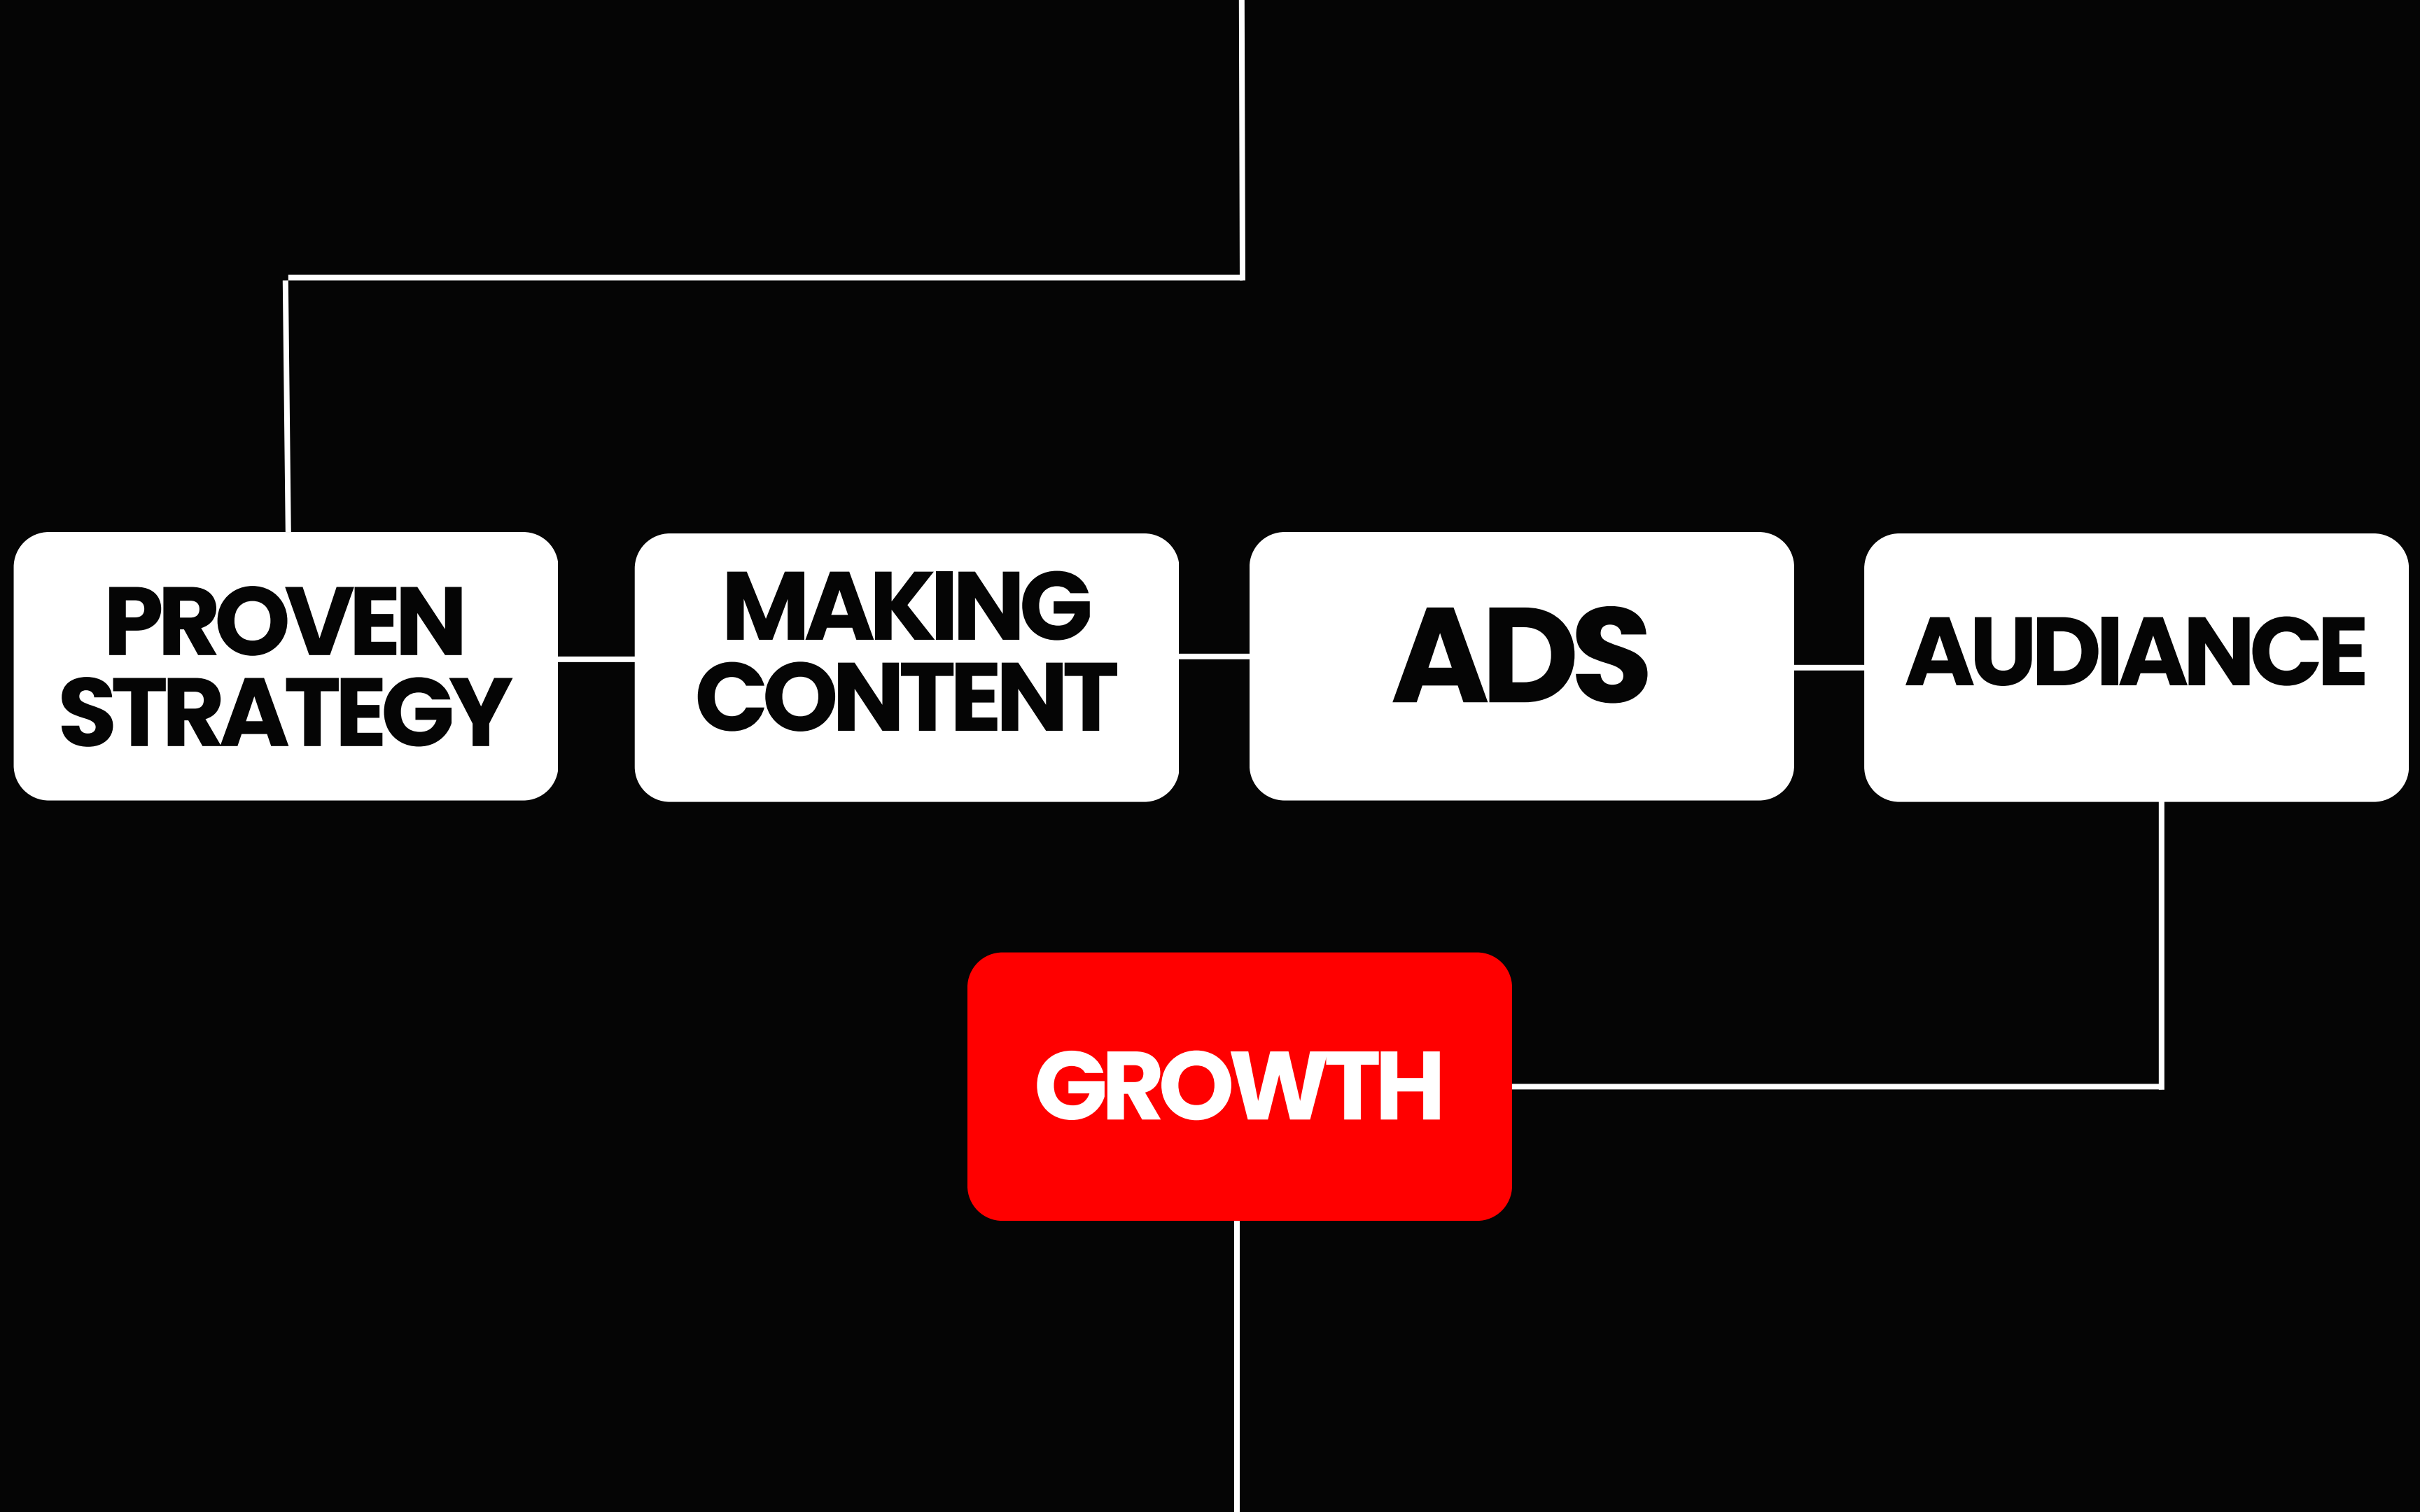 PROVEN
STRATEGY
MAKING
CONTENT
ADS
AUDIANCE
GROWTH